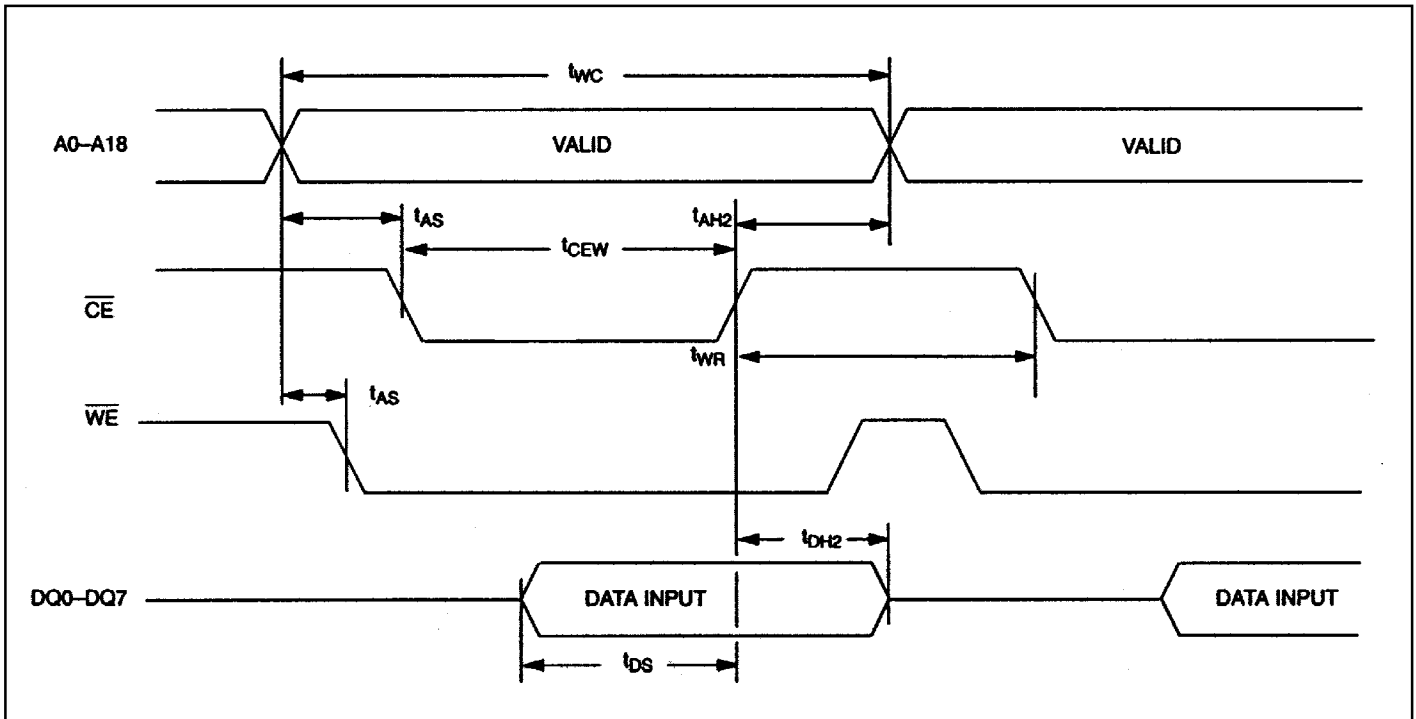 tWC
A0–A18
VALID
VALID
tAS
tAH2
tCEW
CE
tWR
tAS
WE
tDH2
DQ0–DQ7
DATA INPUT
DATA INPUT
tDS